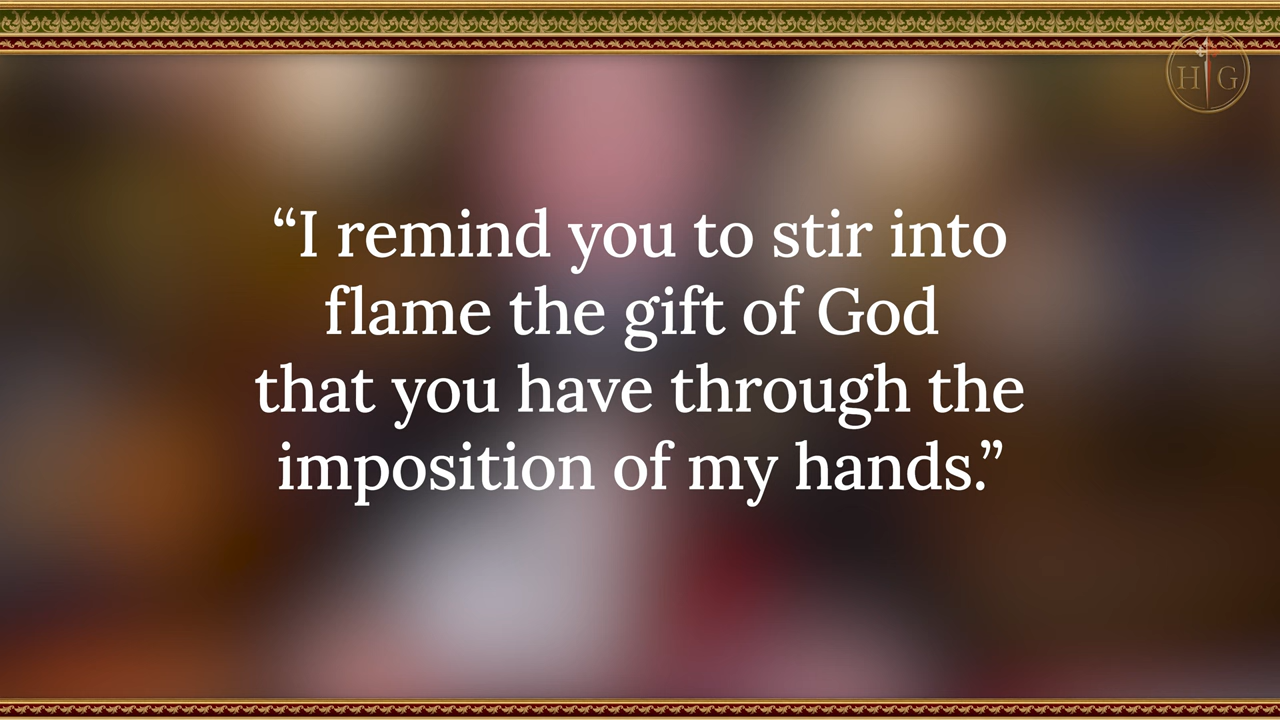 H G
“I remind you to stir into
flame the gift of God
that you have through the
imposition of my hands.”